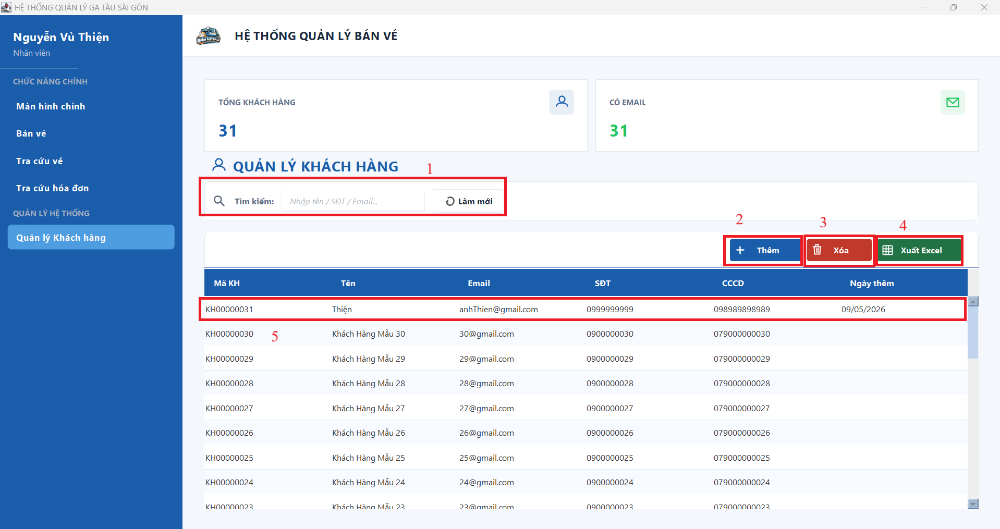 HỆ THỐNG QUẢN LÝ GA TÀU SÀI GÒN
Nguyễn Vủ Thiện
Nhân viên
CHỨC NĂNG CHÍNH
Màn hình chính
Bán vé
Tra cứu vé
Tra cứu hóa đơn
QUẢN LÝ HỆ THỐNG
Quản lý Khách hàng
BÁN VÉ TÀU
HỆ THỐNG QUẢN LÝ BÁN VÉ
TỔNG KHÁCH HÀNG
31
CÓ EMAIL
31
QUẢN LÝ KHÁCH HÀNG
1
Tìm kiếm: Nhập tên / SĐT / Email... Làm mới
2 3 4
Thêm Xóa Xuất Excel
Mã KH Tên Email SĐT CCCD Ngày thêm
KH00000031 Thiện anhThien@gmail.com 0999999999 098989898989 09/05/2026
KH00000030 5 Khách Hàng Mẫu 30 30@gmail.com 0900000030 079000000030
KH00000029 Khách Hàng Mẫu 29 29@gmail.com 0900000029 079000000029
KH00000028 Khách Hàng Mẫu 28 28@gmail.com 0900000028 079000000028
KH00000027 Khách Hàng Mẫu 27 27@gmail.com 0900000027 079000000027
KH00000026 Khách Hàng Mẫu 26 26@gmail.com 0900000026 079000000026
KH00000025 Khách Hàng Mẫu 25 25@gmail.com 0900000025 079000000025
KH00000024 Khách Hàng Mẫu 24 24@gmail.com 0900000024 079000000024
KH00000023 Khách Hàng Mẫu 23 23@gmail.com 0900000023 079000000023